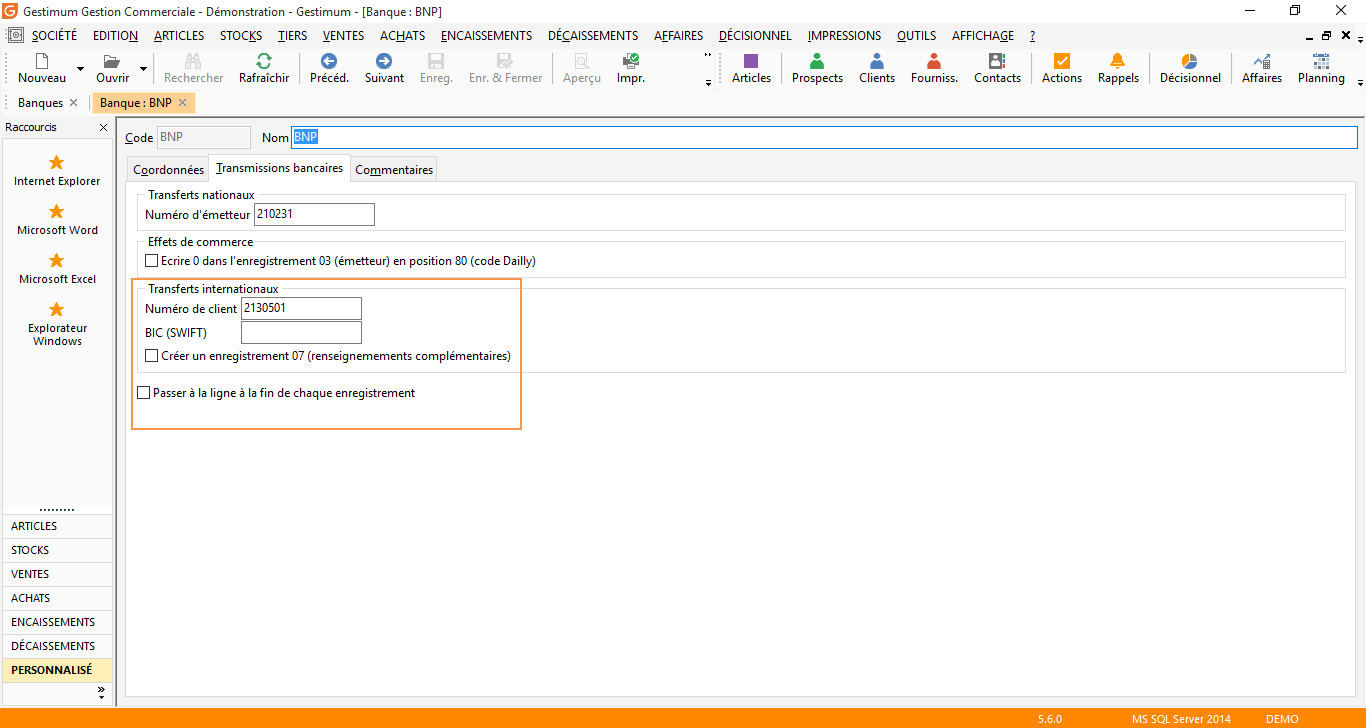 Gestimum Gestion Commerciale - Démonstration - Gestimum - [Banque : BNP]
SOCIÉTÉ EDITION ARTICLES STOCKS TIERS VENTES ACHATS ENCAISSEMENTS DÉCAISSEMENTS AFFAIRES DÉCISIONNEL IMPRESSIONS OUTILS AFFICHAGE ?
Nouveau Ouvrir Rechercher Rafraîchir Précéd. Suivant Enreg. Enr. & Fermer Aperçu Impr. Articles Prospects Clients Fourniss. Contacts Actions Rappels Décisionnel Affaires Planning
Banques Banque : BNP
Raccourcis
Internet Explorer
Microsoft Word
Microsoft Excel
Explorateur
Windows
ARTICLES
STOCKS
VENTES
ACHATS
ENCAISSEMENTS
DÉCAISSEMENTS
PERSONNALISÉ
Code BNP Nom BNP
Coordonnées Transmissions bancaires Commentaires
Transferts nationaux
Numéro d'émetteur 210231
Effets de commerce
Ecrire 0 dans l'enregistrement 03 (émetteur) en position 80 (code Dailly)
Transferts internationaux
Numéro de client 2130501
BIC (SWIFT)
Créer un enregistrement 07 (renseignemements complémentaires)
Passer à la ligne à la fin de chaque enregistrement
5.6.0 MS SQL Server 2014 DEMO